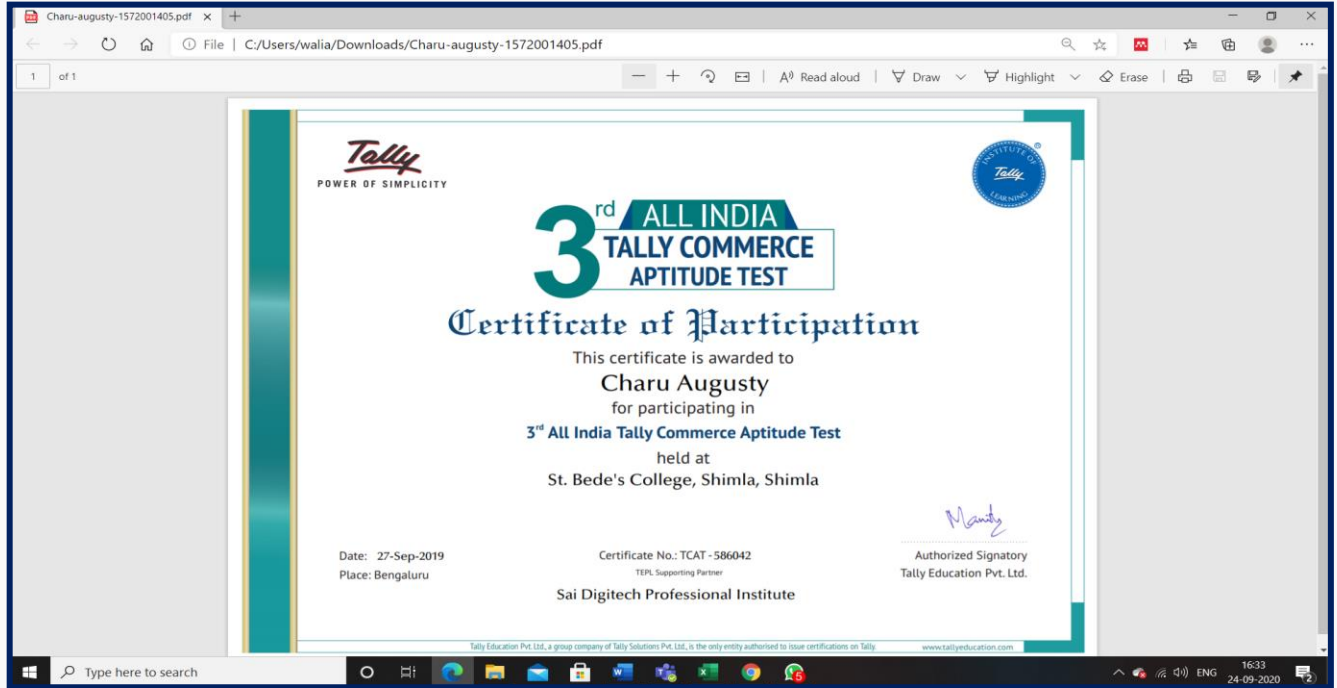 Charu-augusty-1572001405.pdf
File | C:/Users/walia/Downloads/Charu-augusty-1572001405.pdf
1 of 1 Read aloud Draw Highlight Erase
Tally
POWER OF SIMPLICITY
INSTITUTE OF
Tally
LEARNING
®
3rd ALL INDIA
TALLY COMMERCE
APTITUDE TEST
Certificate of Participation
This certificate is awarded to
Charu Augusty
for participating in
3rd All India Tally Commerce Aptitude Test
held at
St. Bede's College, Shimla, Shimla
Date: 27-Sep-2019
Place: Bengaluru
Certificate No.: TCAT - 586042
TEPL Supporting Partner
Sai Digitech Professional Institute
Authorized Signatory
Tally Education Pvt. Ltd.
Tally Education Pvt. Ltd., a group company of Tally Solutions Pvt. Ltd., is the only entity authorised to issue certifications on Tally. www.tallyeducation.com
Type here to search
ENG
16:33
24-09-2020